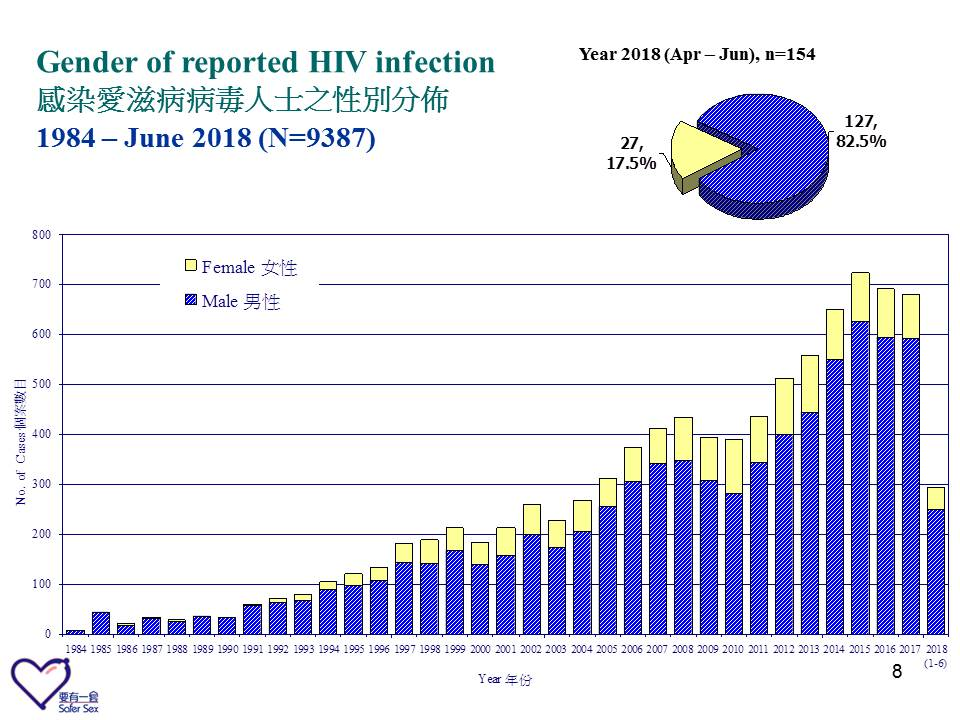 Gender of reported HIV infection
感染愛滋病病毒人士之性別分佈
1984 – June 2018 (N=9387)
Year 2018 (Apr – Jun), n=154
127,
82.5%
27,
17.5%
Female 女性
Male 男性
No. of Cases個案數目
800
700
600
500
400
300
200
100
0
1984 1985 1986 1987 1988 1989 1990 1991 1992 1993 1994 1995 1996 1997 1998 1999 2000 2001 2002 2003 2004 2005 2006 2007 2008 2009 2010 2011 2012 2013 2014 2015 2016 2017 2018
(1-6)
Year 年份
8
要有一套
Safer Sex